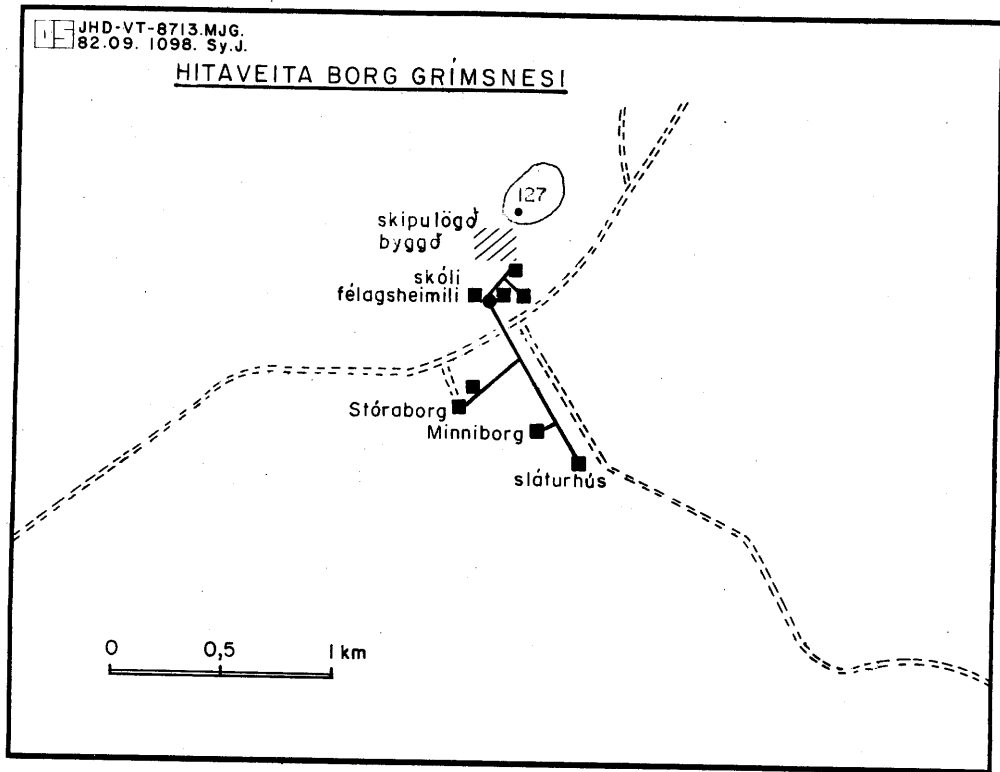 OS JHD-VT-8713.MJG.
82.09. 1098. Sy.J.
HITAVEITA BORG GRÍMSNESI
127
skipulögð
byggð
skóli
félagsheimili
Stóraborg
Minniborg
sláturhús
0 0,5 1 km